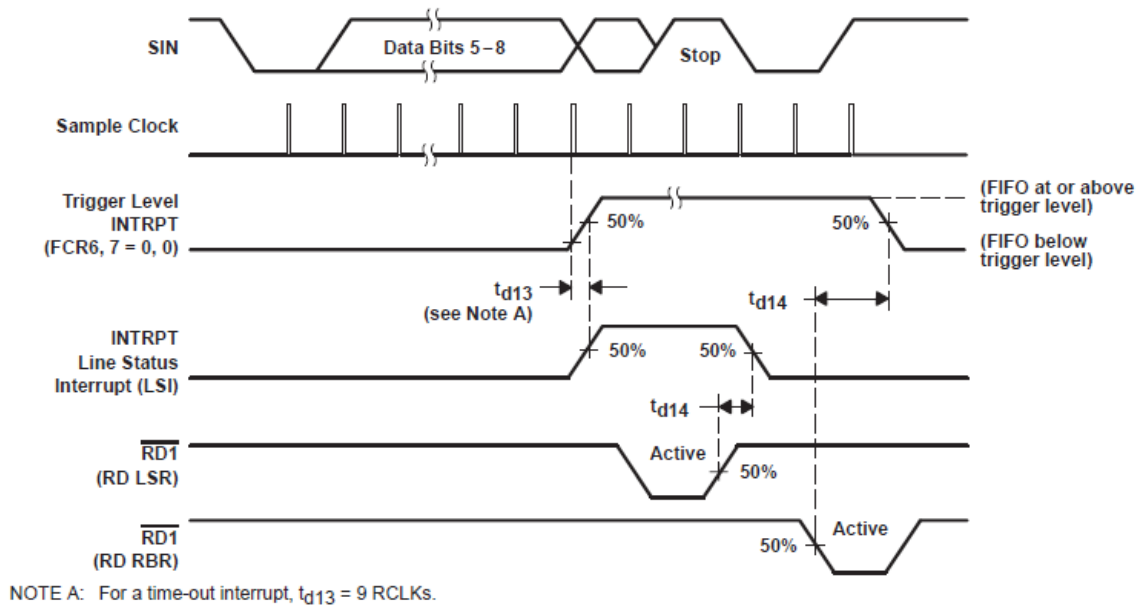 SIN
Data Bits 5 – 8
Stop
Sample Clock
Trigger Level
INTRPT
(FCR6, 7 = 0, 0)
50%
50%
(FIFO at or above
trigger level)
(FIFO below
trigger level)
td13
(see Note A)
td14
INTRPT
Line Status
Interrupt (LSI)
50%
50%
td14
RD1
(RD LSR)
Active
50%
RD1
(RD RBR)
50%
Active
NOTE A: For a time-out interrupt, td13 = 9 RCLKs.